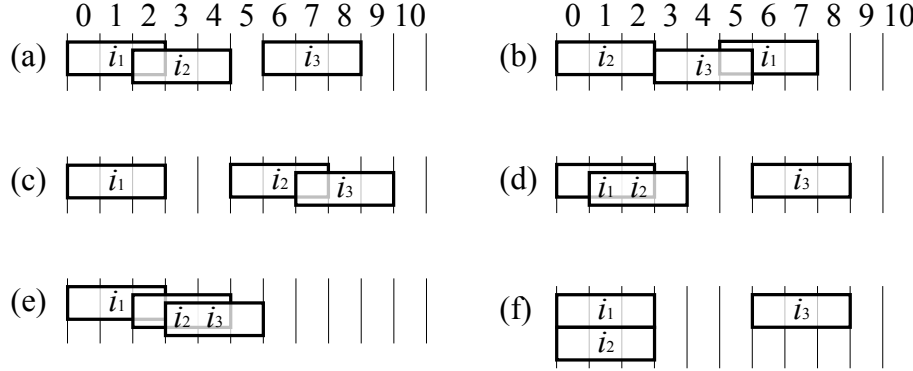 0 1 2 3 4 5 6 7 8 9 10 0 1 2 3 4 5 6 7 8 9 10
(a) i1 i2 i3 (b) i2 i3 i1
(c) i1 i2 i3 (d) i1 i2 i3
(e) i1 i2 i3 (f) i1 i3
i2